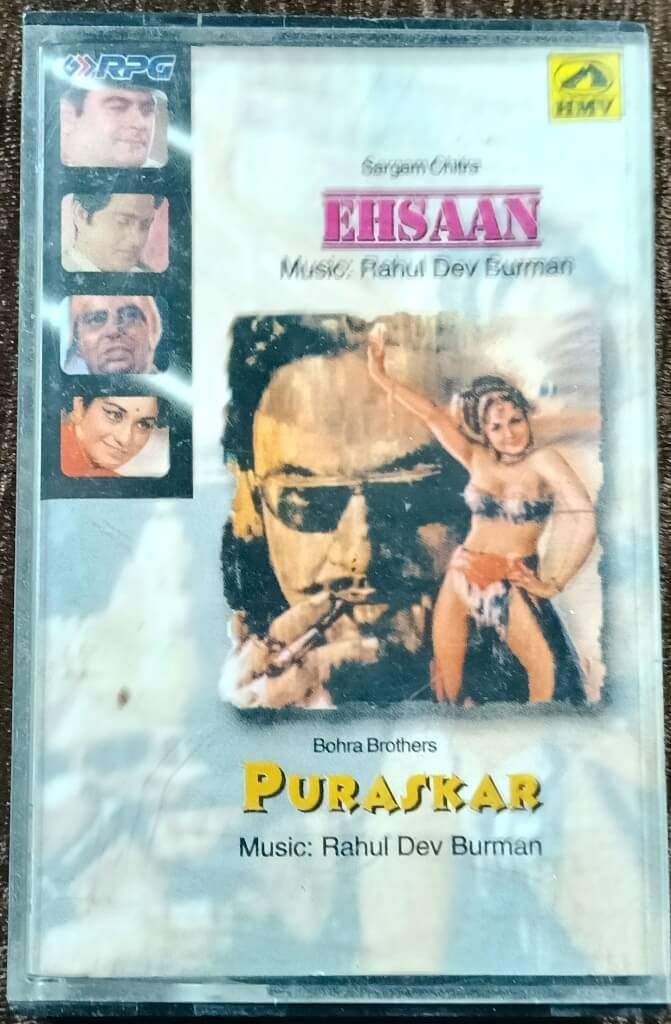 RPG
HMV
Sargam Chitra
EHSAAN
Music: Rahul Dev Burman
Bohra Brothers
PURASKAR
Music: Rahul Dev Burman